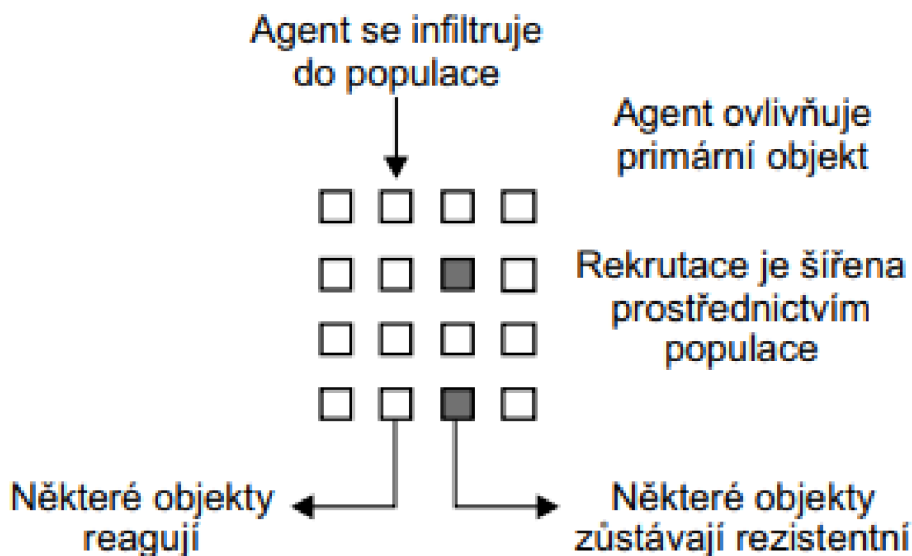 Agent se infiltruje
do populace
Agent ovlivňuje
primární objekt
Rekrutace je šířena
prostřednictvím
populace
Některé objekty
reagují
Některé objekty
zůstávají rezistentní